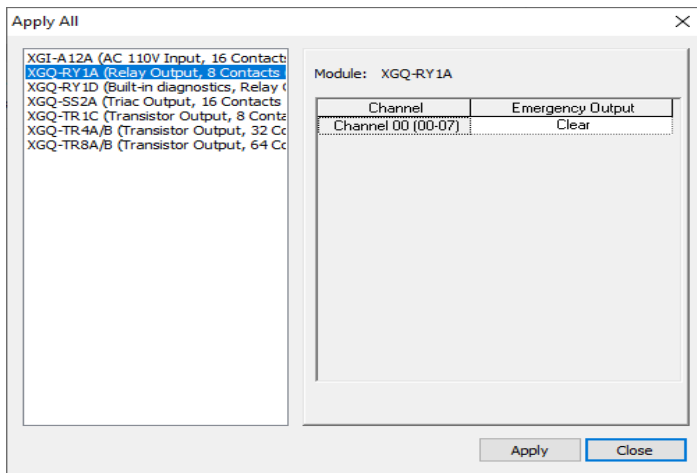 Apply All
XGI-A12A (AC 110V Input, 16 Contact:
XGQ-RY1A (Relay Output, 8 Contacts
XGQ-RY1D (Built-in diagnostics, Relay
XGQ-SS2A (Triac Output, 16 Contacts
XGQ-TR1C (Transistor Output, 8 Conta
XGQ-TR4A/B (Transistor Output, 32 Co
XGQ-TR8A/B (Transistor Output, 64 Co
Module: XGQ-RY1A
Channel Emergency Output
Channel 00 (00-07) Clear
Apply Close